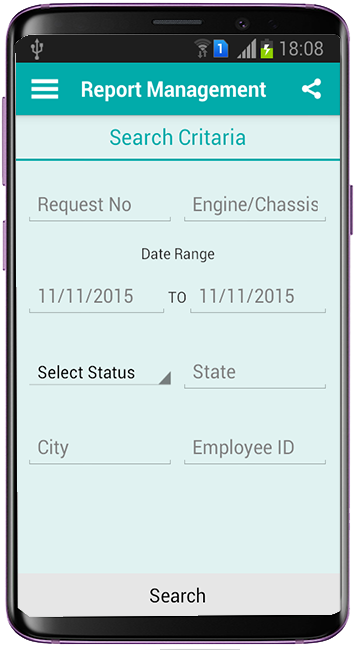 1 18:08
Report Management
Search Critaria
Request No Engine/Chassis
Date Range
11/11/2015 TO 11/11/2015
Select Status State
City Employee ID
Search